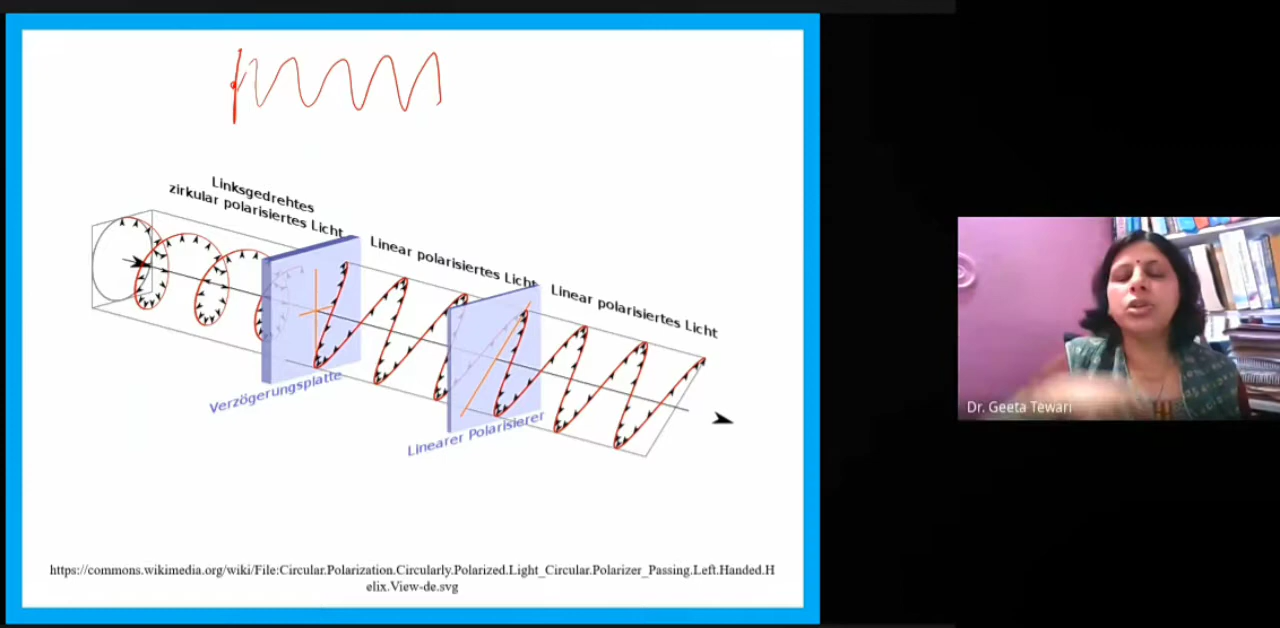 Linksgedrehtes
zirkular polarisiertes Licht
Linear polarisiertes Licht
Linear polarisiertes Licht
Verzögerungsplatte
Linearer Polarisierer
Dr. Geeta Tewari
https://commons.wikimedia.org/wiki/File:Circular.Polarization.Circularly.Polarized.Light_Circular.Polarizer_Passing.Left.Handed.H
elix.View-de.svg